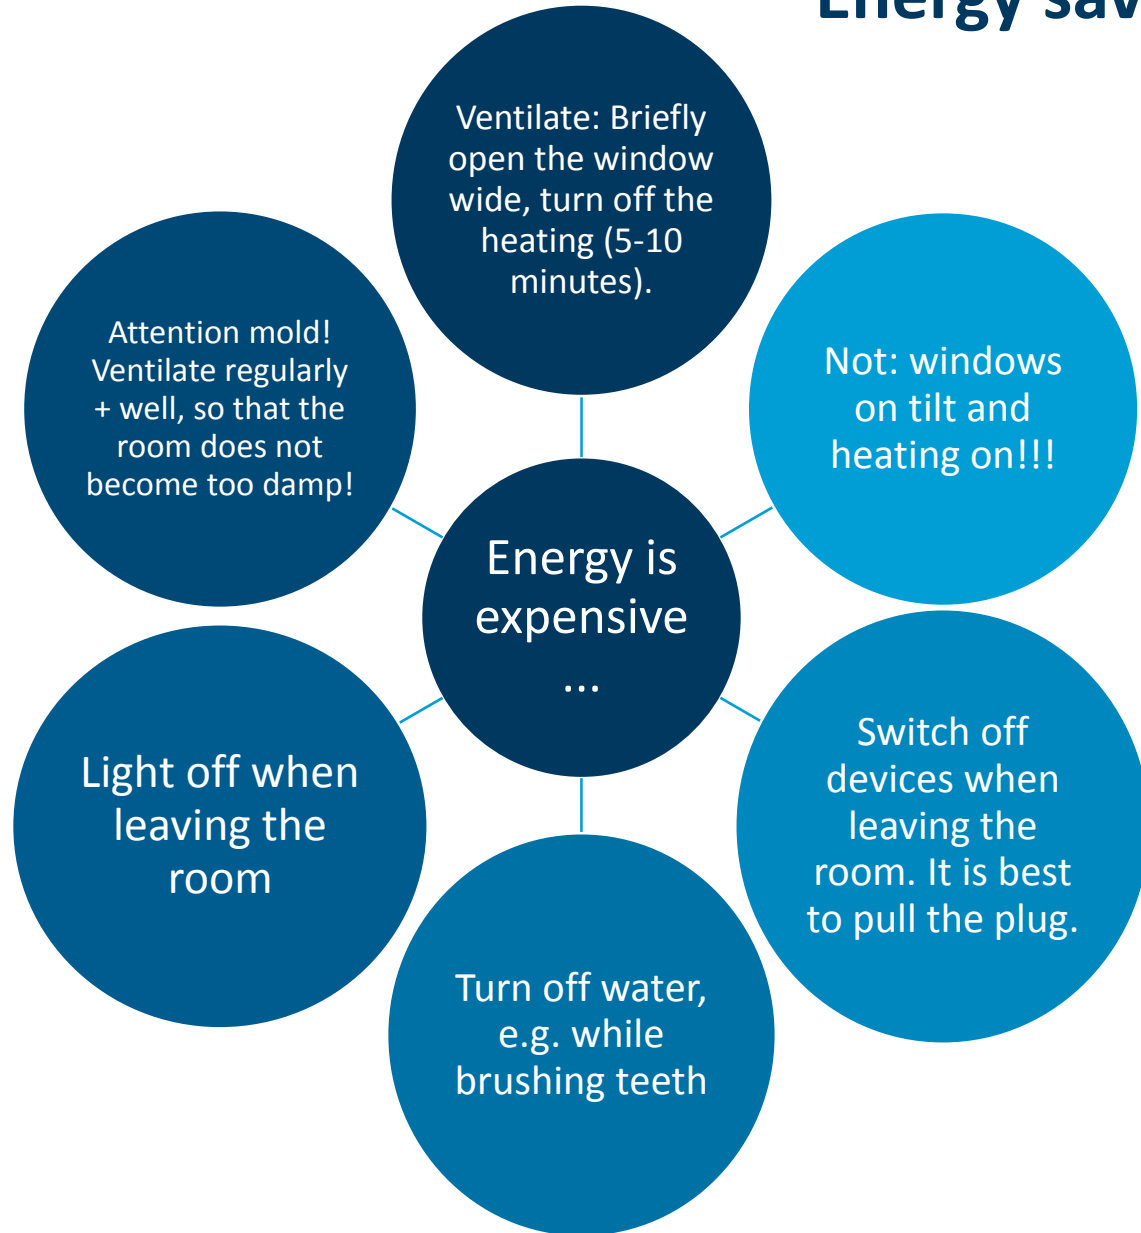 Energy sav
Ventilate: Briefly
open the window
wide, turn off the
heating (5-10
minutes).
Not: windows
on tilt and
heating on!!!
Switch off
devices when
leaving the
room. It is best
to pull the plug.
Turn off water,
e.g. while
brushing teeth
Light off when
leaving the
room
Attention mold!
Ventilate regularly
+ well, so that the
room does not
become too damp!
Energy is
expensive
...